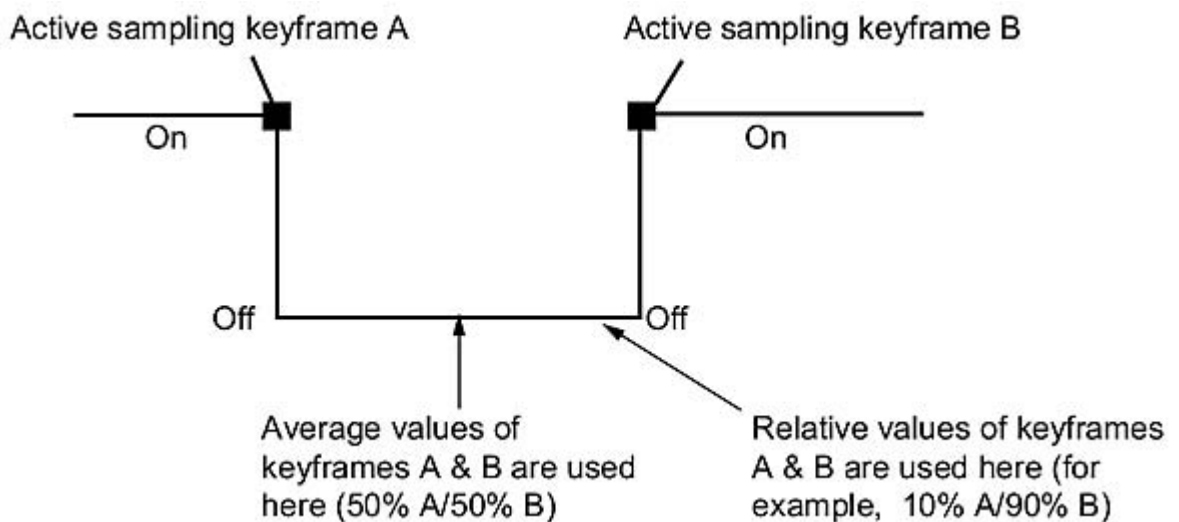 Active sampling keyframe A
Active sampling keyframe B
On
On
Off
Off
Average values of
keyframes A & B are used
here (50% A/50% B)
Relative values of keyframes
A & B are used here (for
example, 10% A/90% B)